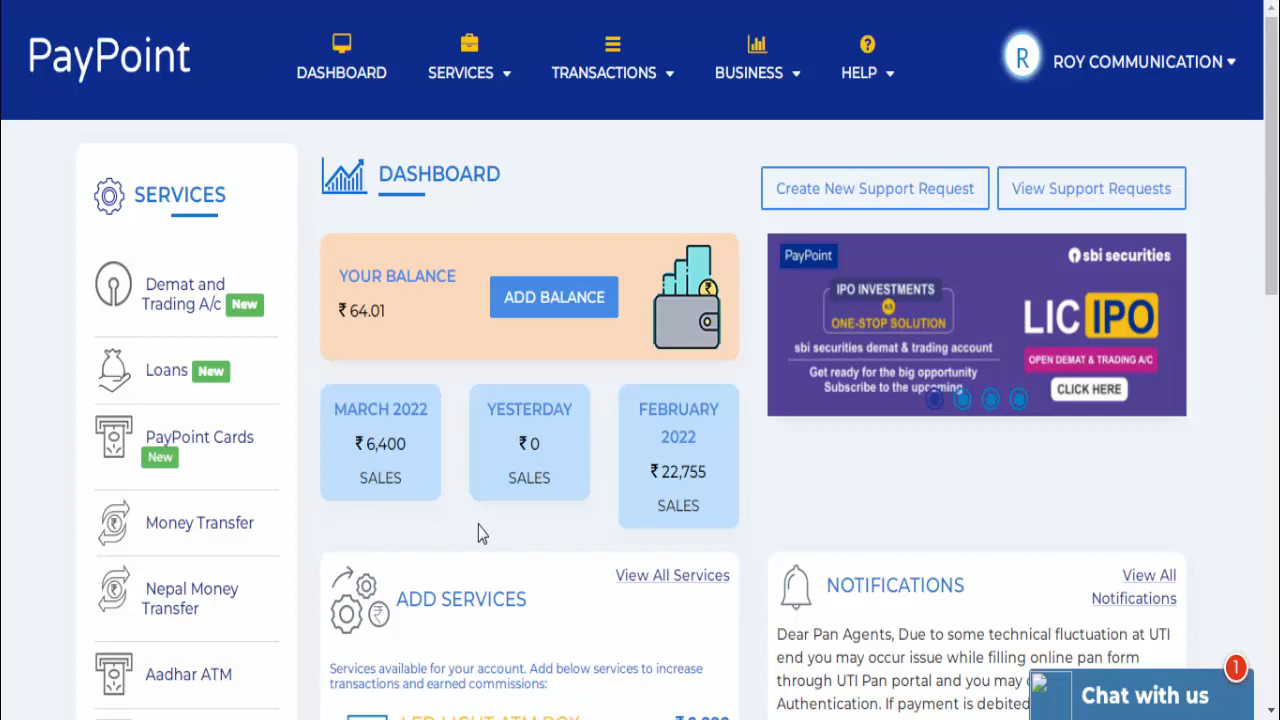 PayPoint
DASHBOARD
SERVICES
TRANSACTIONS
BUSINESS
HELP
R
ROY COMMUNICATION
SERVICES
Demat and
Trading A/c New
Loans New
PayPoint Cards
New
Money Transfer
Nepal Money
Transfer
Aadhar ATM
DASHBOARD
Create New Support Request
View Support Requests
YOUR BALANCE
₹ 64.01
ADD BALANCE
PayPoint
sbi securities
IPO INVESTMENTS
KA
ONE-STOP SOLUTION
sbi securities demat & trading account
Get ready for the big opportunity
Subscribe to the upcoming
LIC IPO
OPEN DEMAT & TRADING A/C
CLICK HERE
MARCH 2022
₹ 6,400
SALES
YESTERDAY
₹ 0
SALES
FEBRUARY
2022
₹ 22,755
SALES
ADD SERVICES
View All Services
Services available for your account. Add below services to increase
transactions and earned commissions:
NOTIFICATIONS
View All
Notifications
Dear Pan Agents, Due to some technical fluctuation at UTI
end you may occur issue while filling online pan form
through UTI Pan portal and you may
Authentication. If payment is debited
1
Chat with us